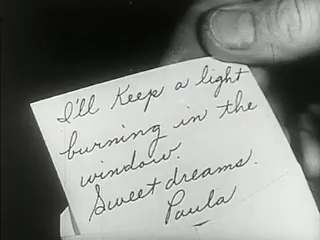 I'll Keep a light
burning in the
window.
Sweet dreams.
Paula